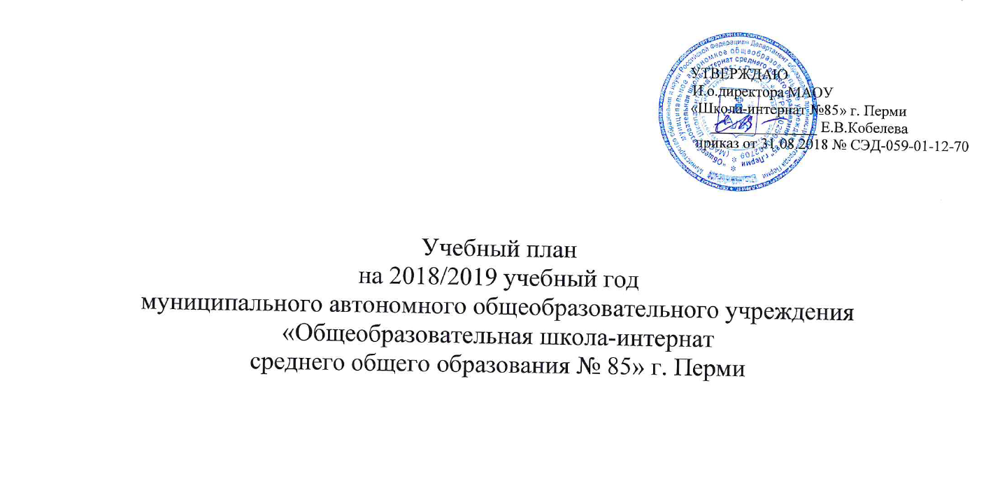 УТВЕРЖДАЮ
И.о.директора МАОУ
«Школа-интернат №85» г. Перми
Е.В.Кобелева
приказ от 31.08.2018 № СЭД-059-01-12-70
Учебный план
на 2018/2019 учебный год
муниципального автономного общеобразовательного учреждения
«Общеобразовательная школа-интернат
среднего общего образования № 85» г. Перми